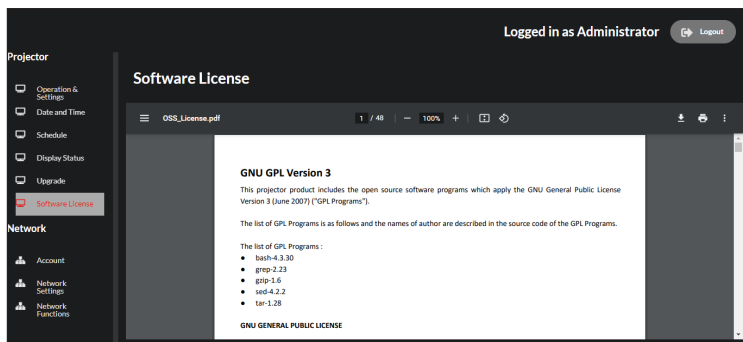 Logged in as Administrator
Logout
Projector
Operation &
Settings
Date and Time
Schedule
Display Status
Upgrade
Software License
Network
Account
Network
Settings
Network
Functions
Software License
OSS_License.pdf
1 / 48
100%
GNU GPL Version 3
This projector product includes the open source software programs which apply the GNU General Public License
Version 3 (June 2007) ("GPL Programs").
The list of GPL Programs is as follows and the names of author are described in the source code of the GPL Programs.
The list of GPL Programs :
● bash-4.3.30
● grep-2.23
● gzip-1.6
● sed-4.2.2
● tar-1.28
GNU GENERAL PUBLIC LICENSE